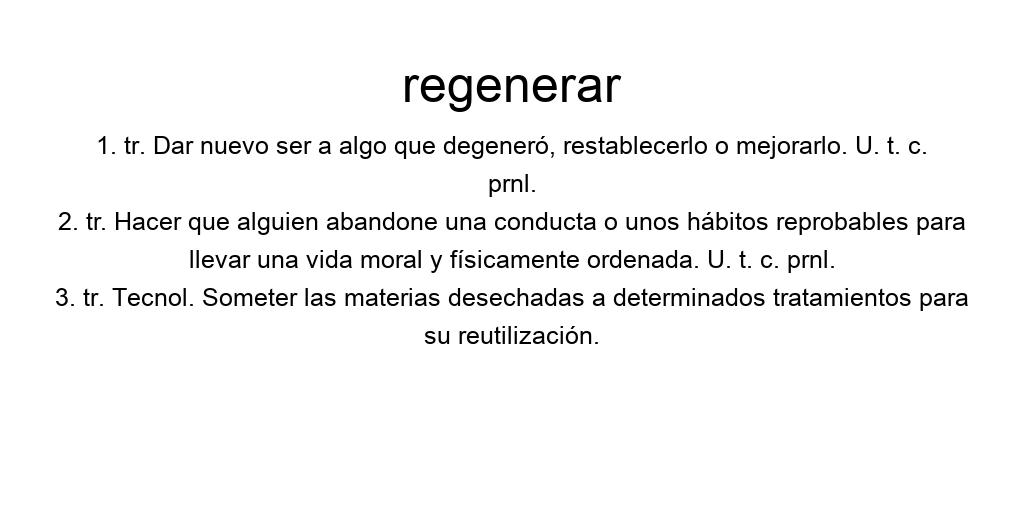 regenerar
1. tr. Dar nuevo ser a algo que degeneró, restablecerlo o mejorarlo. U. t. c.
prnl.
2. tr. Hacer que alguien abandone una conducta o unos hábitos reprobables para
llevar una vida moral y físicamente ordenada. U. t. c. prnl.
3. tr. Tecnol. Someter las materias desechadas a determinados tratamientos para
su reutilización.